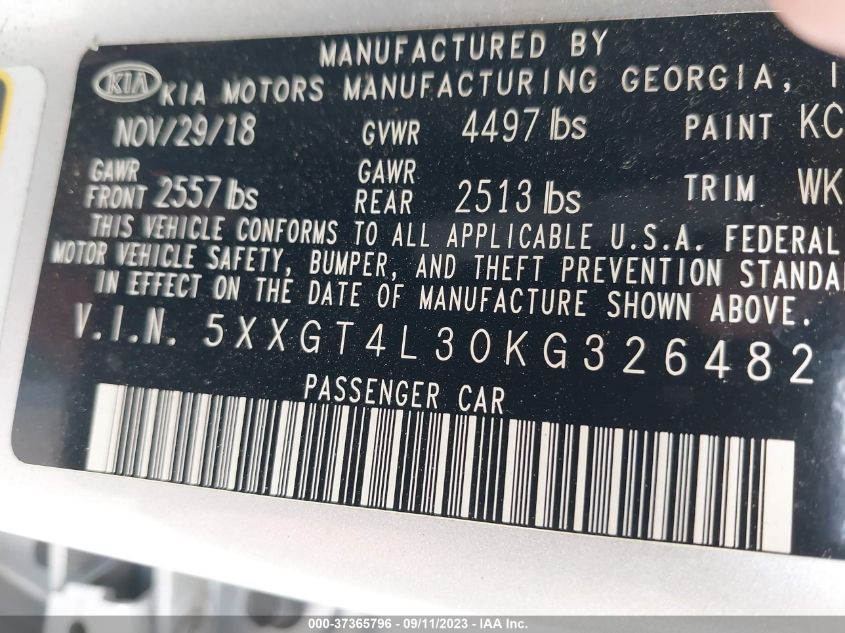 MANUFACTURED BY
KIA KIA MOTORS MANUFACTURING GEORGIA, I
NOV/29/18 GVWR 4497 lbs PAINT KC
GAWR FRONT 2557 lbs GAWR REAR 2513 lbs TRIM WK
THIS VEHICLE CONFORMS TO ALL APPLICABLE U.S.A. FEDERAL
MOTOR VEHICLE SAFETY, BUMPER, AND THEFT PREVENTION STANDA
IN EFFECT ON THE DATE OF MANUFACTURE SHOWN ABOVE.
V.I.N. 5XXGT4L30KG326482
PASSENGER CAR
000-37365796 - 09/11/2023 - IAA Inc.